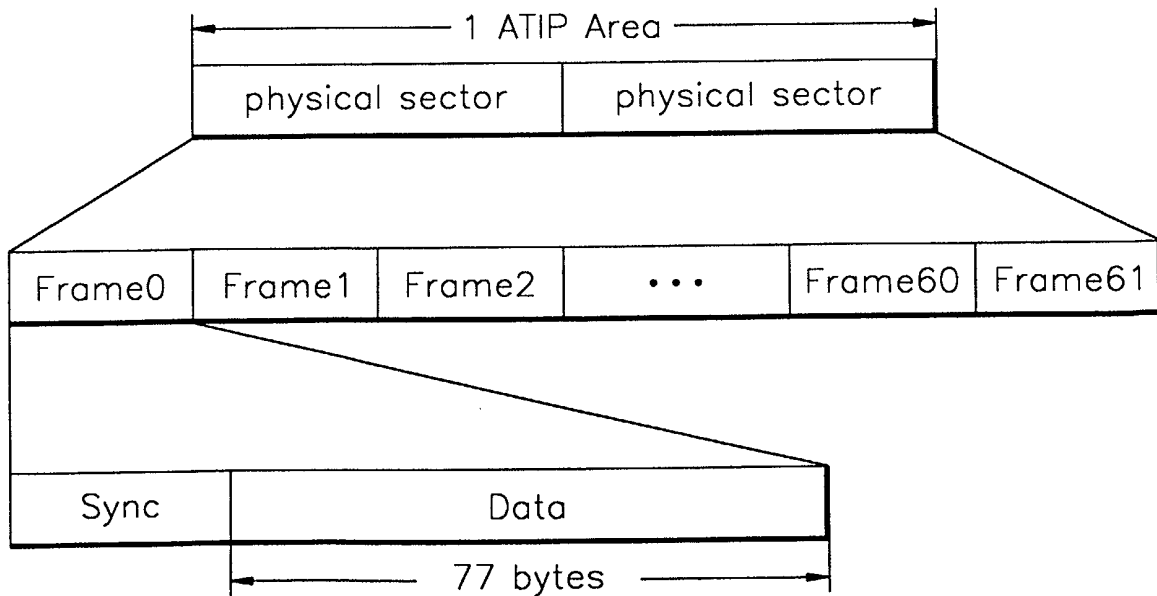 1 ATIP Area
physical sector physical sector
Frame0 Frame1 Frame2 ••• Frame60 Frame61
Sync Data
77 bytes